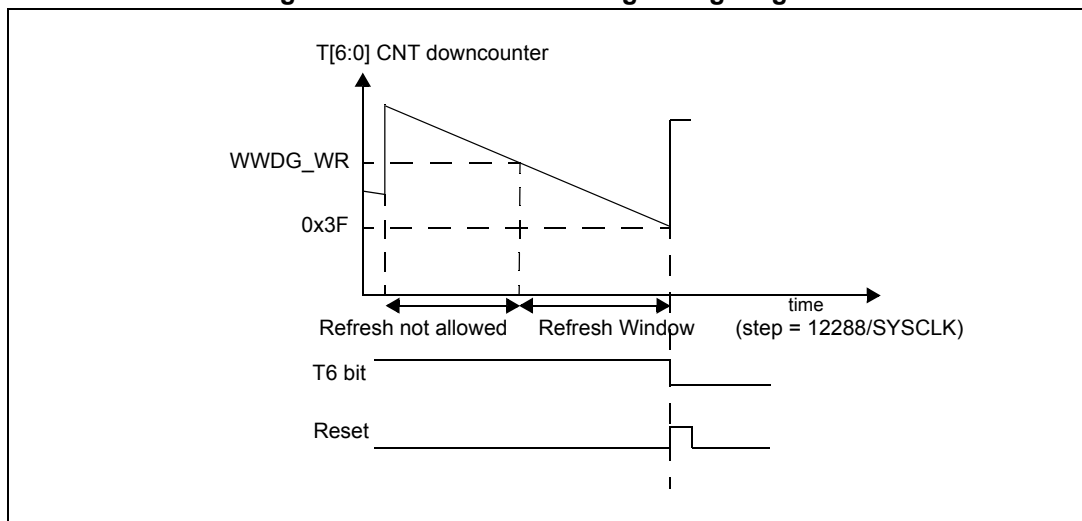 T[6:0] CNT downcounter
WWDG_WR
0x3F
time
Refresh not allowed Refresh Window (step = 12288/SYSCLK)
T6 bit
Reset